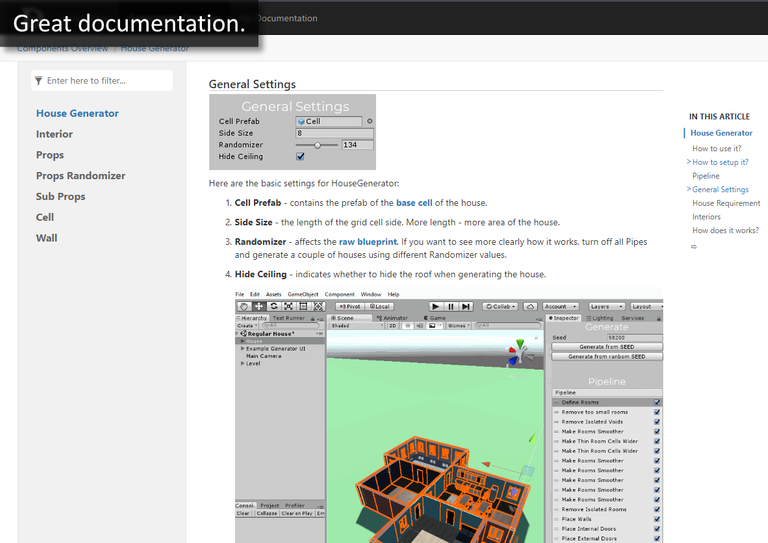 Great documentation.
Documentation
Components Overview / House Generator
Enter here to filter...
House Generator
Interior
Props
Props Randomizer
Sub Props
Cell
Wall
General Settings
General Settings
Cell Prefab Cell
Side Size 8
Randomizer 134
Hide Ceiling
Here are the basic settings for HouseGenerator:
1. Cell Prefab - contains the prefab of the base cell of the house.
2. Side Size - the length of the grid cell side. More length - more area of the house.
3. Randomizer - affects the raw blueprint. If you want to see more clearly how it works, turn off all Pipes
and generate a couple of houses using different Randomizer values.
4. Hide Ceiling - indicates whether to hide the roof when generating the house.
File Edit Assets GameObject Component Window Help
Pivot Local Collab Account Layers Layout
Hierarchy Test Runner
Create All
Regular House*
House
Example Generator UI
Main Camera
Level
Scene Animator Game
Shaded 2D Gizmos All
Inspector Lighting Services
Generate
Seed 58200
Generate from SEED
Generate from ranbom SEED
Pipeline
Pipeline
Define Rooms
Remove too small rooms
Remove Isolated Voids
Make Rooms Smoother
Make Thin Room Cells Wider
Make Thin Room Cells Wider
Make Rooms Smoother
Make Rooms Smoother
Make Rooms Smoother
Make Rooms Smoother
Make Rooms Smoother
Remove Isolated Rooms
Place Walls
Place Internal Doors
Place External Doors
Console Project Profiler
Clear Collapse Clear on Play
IN THIS ARTICLE
House Generator
How to use it?
> How to setup it?
Pipeline
> General Settings
House Requirement
Interiors
How does it works?